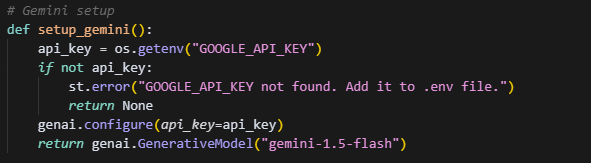 # Gemini setup
def setup_gemini():
    api_key = os.getenv("GOOGLE_API_KEY")
    if not api_key:
        st.error("GOOGLE_API_KEY not found. Add it to .env file.")
        return None
    genai.configure(api_key=api_key)
    return genai.GenerativeModel("gemini-1.5-flash")